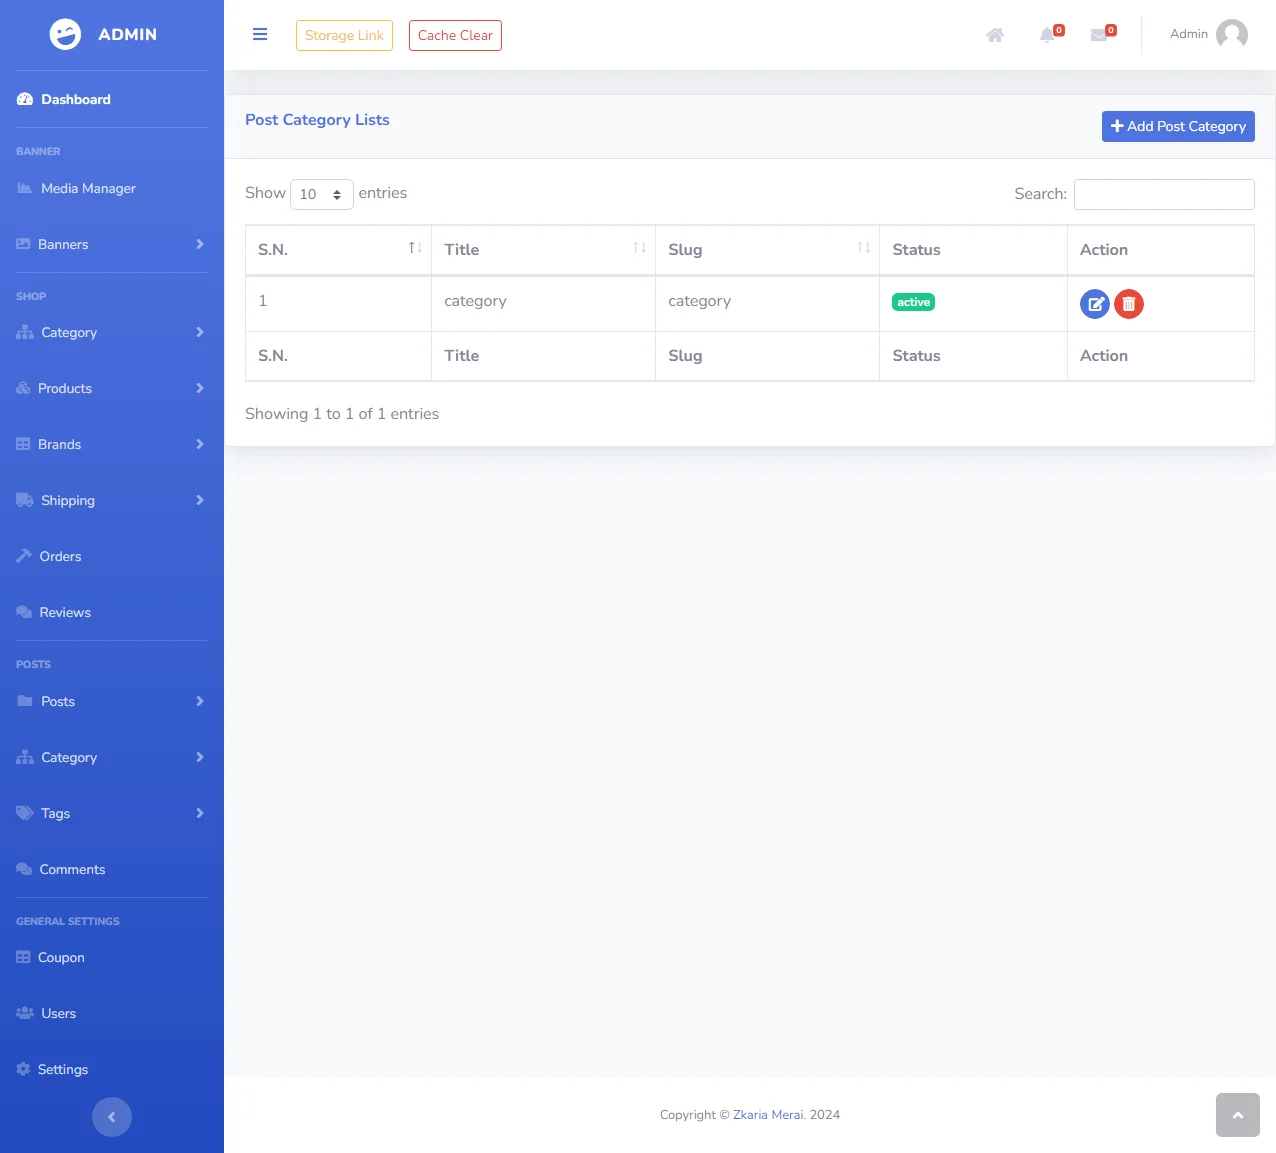 ADMIN
Dashboard
BANNER
Media Manager
Banners
SHOP
Category
Products
Brands
Shipping
Orders
Reviews
POSTS
Posts
Category
Tags
Comments
GENERAL SETTINGS
Coupon
Users
Settings
Storage Link Cache Clear 0 0 Admin
Post Category Lists Add Post Category
Show 10 entries Search:
S.N. Title Slug Status Action
1 category category active
S.N. Title Slug Status Action
Showing 1 to 1 of 1 entries
Copyright © Zkaria Merai. 2024